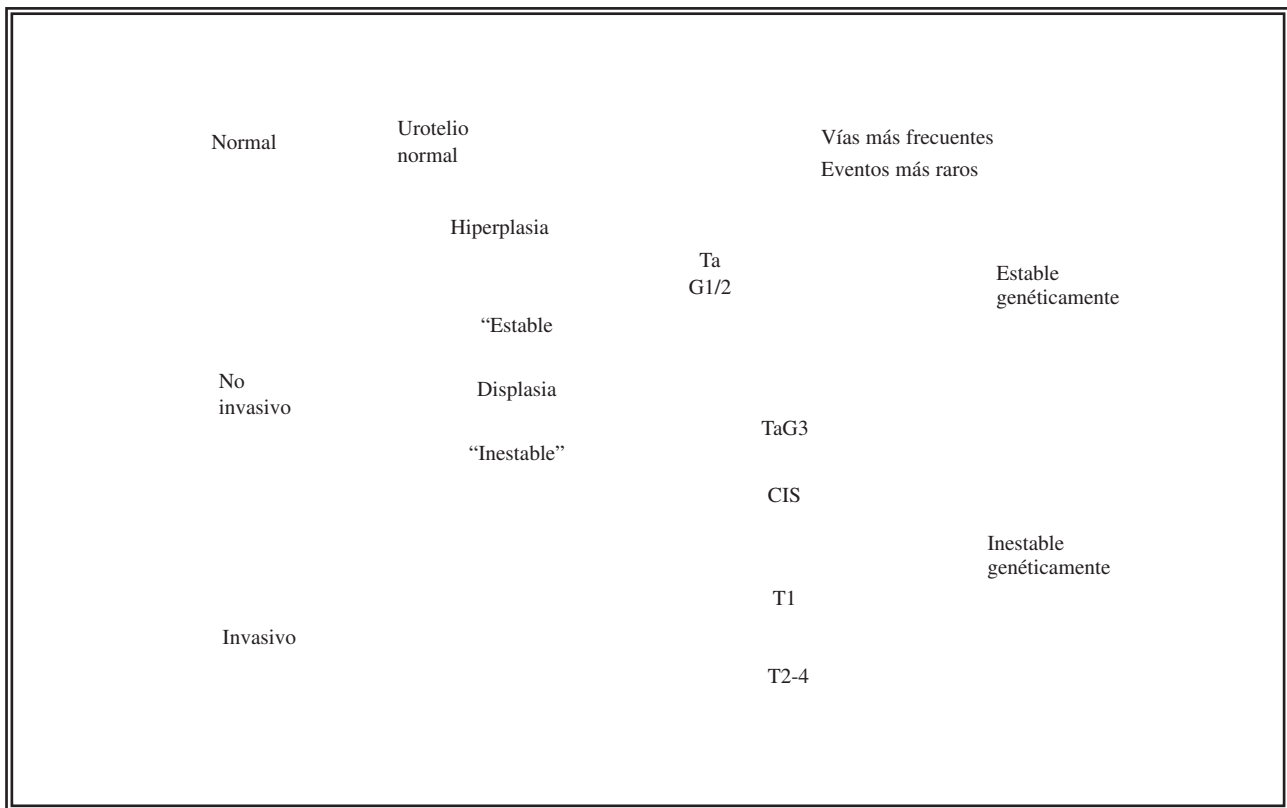 Normal
Urotelio
normal
Vías más frecuentes
Eventos más raros
Hiperplasia
Ta
G1/2
Estable
genéticamente
“Estable
No
invasivo
Displasia
TaG3
“Inestable”
CIS
Inestable
genéticamente
T1
Invasivo
T2-4